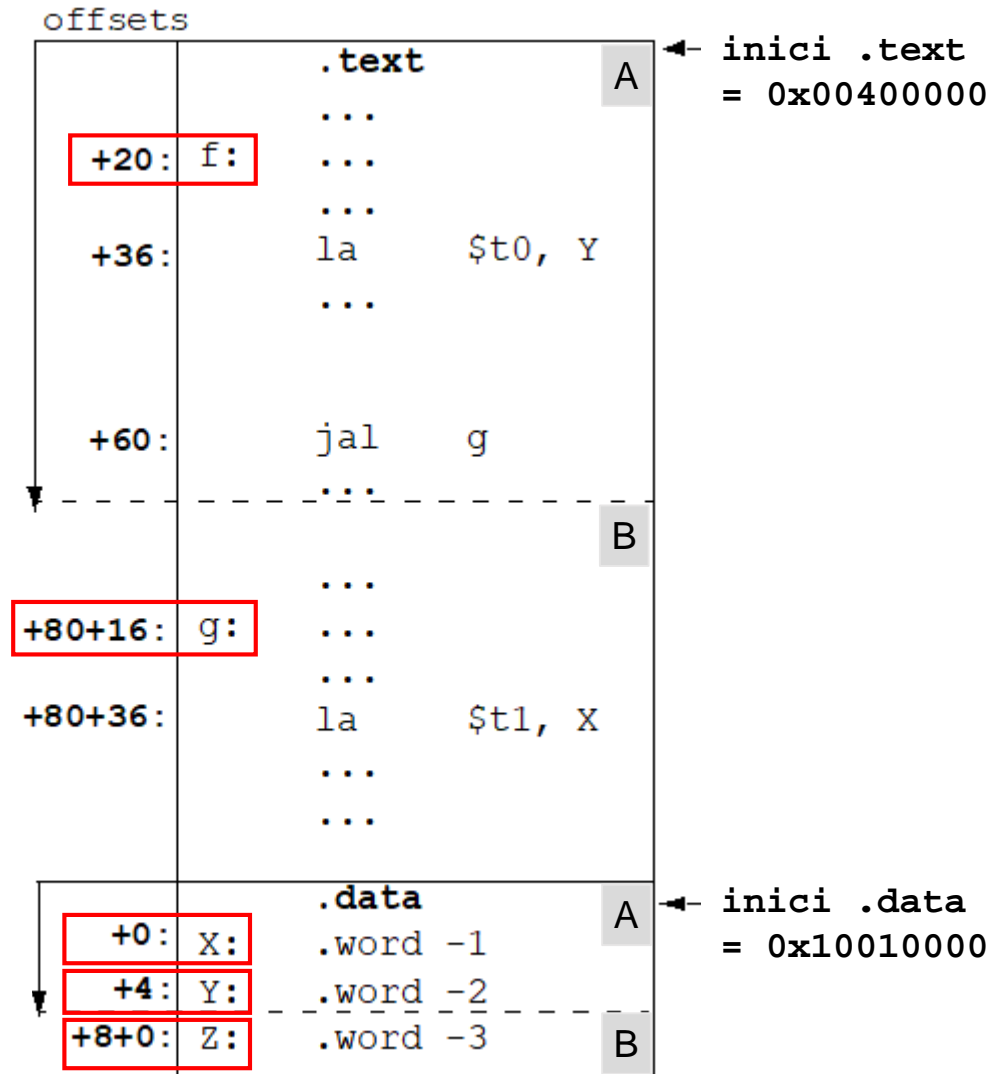 offsets
.text A inici .text
= 0x00400000
...
+20: f: ...
...
+36: la $t0, Y
...
+60: jal g
...
B
...
+80+16: g: ...
...
+80+36: la $t1, X
...
...
.data A inici .data
= 0x10010000
+0: X: .word -1
+4: Y: .word -2
+8+0: Z: .word -3 B